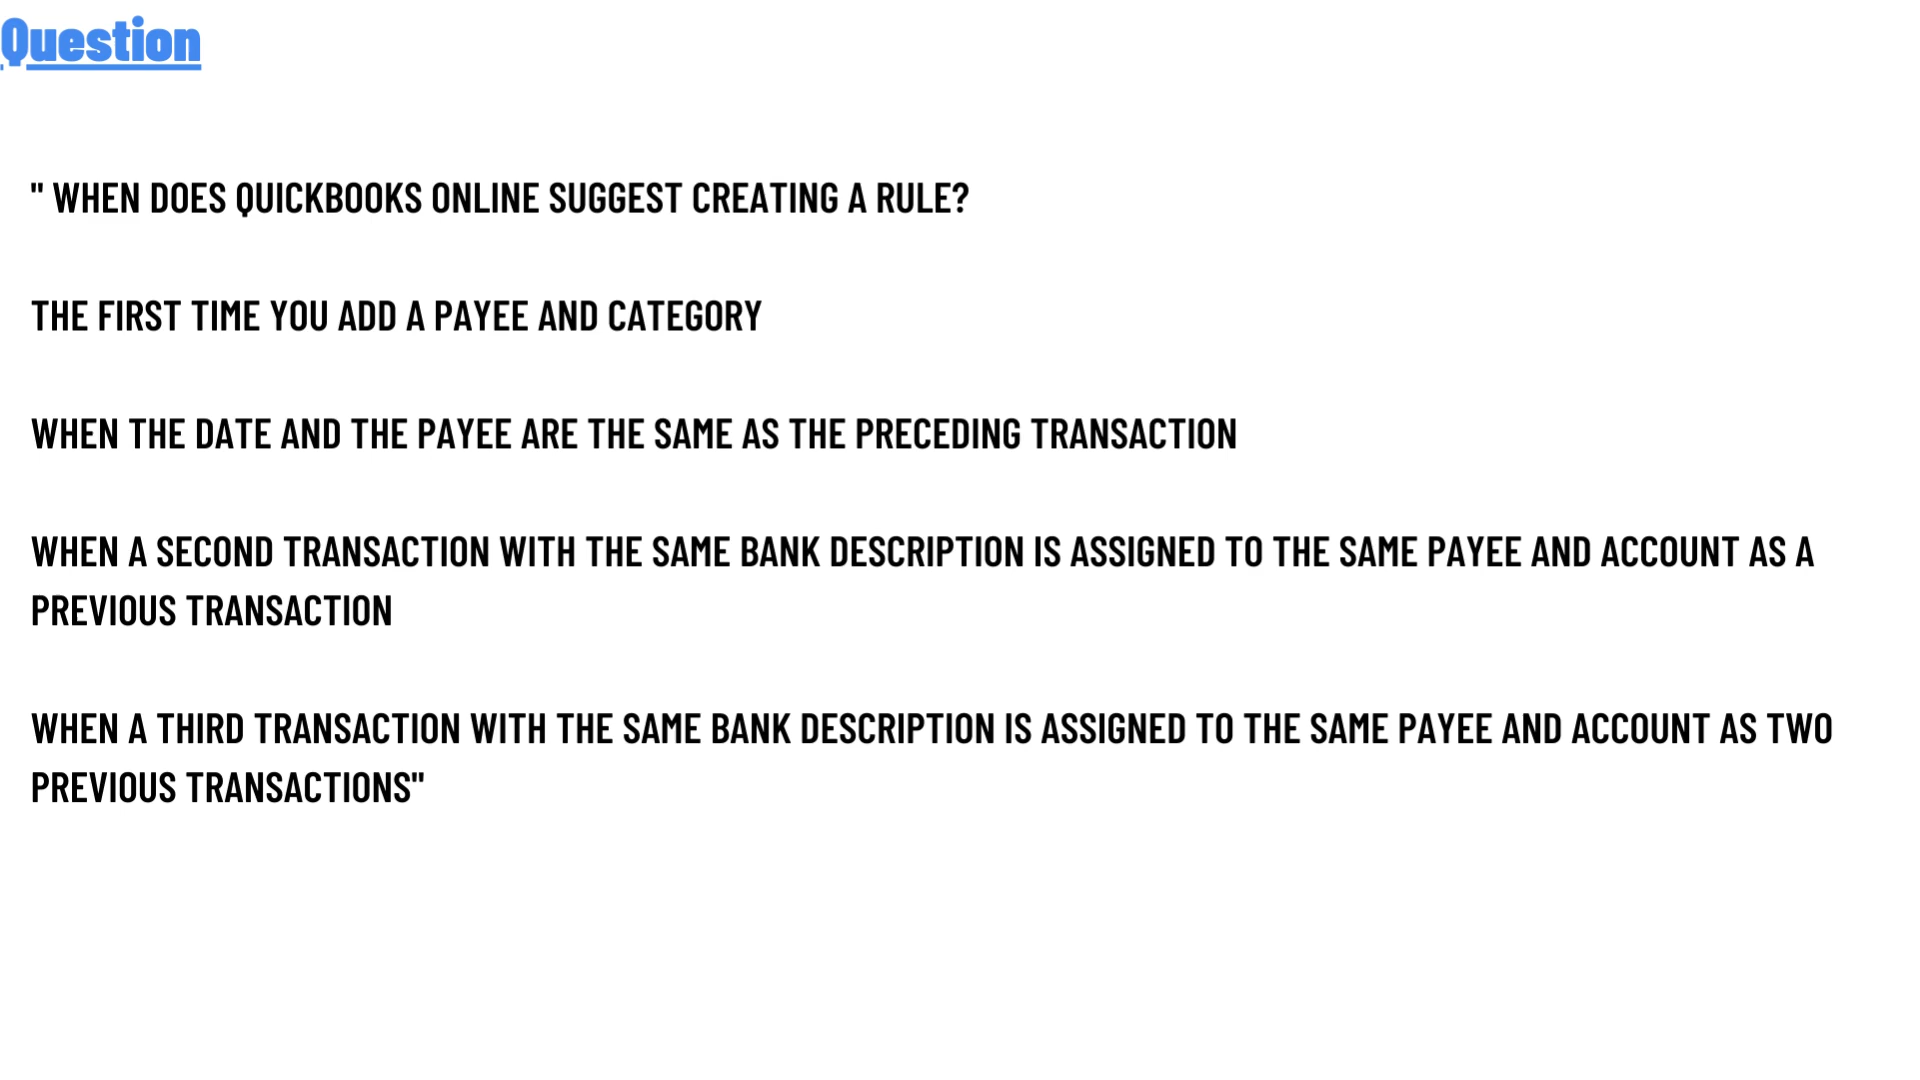 Question
" WHEN DOES QUICKBOOKS ONLINE SUGGEST CREATING A RULE?
THE FIRST TIME YOU ADD A PAYEE AND CATEGORY
WHEN THE DATE AND THE PAYEE ARE THE SAME AS THE PRECEDING TRANSACTION
WHEN A SECOND TRANSACTION WITH THE SAME BANK DESCRIPTION IS ASSIGNED TO THE SAME PAYEE AND ACCOUNT AS A
PREVIOUS TRANSACTION
WHEN A THIRD TRANSACTION WITH THE SAME BANK DESCRIPTION IS ASSIGNED TO THE SAME PAYEE AND ACCOUNT AS TWO
PREVIOUS TRANSACTIONS"